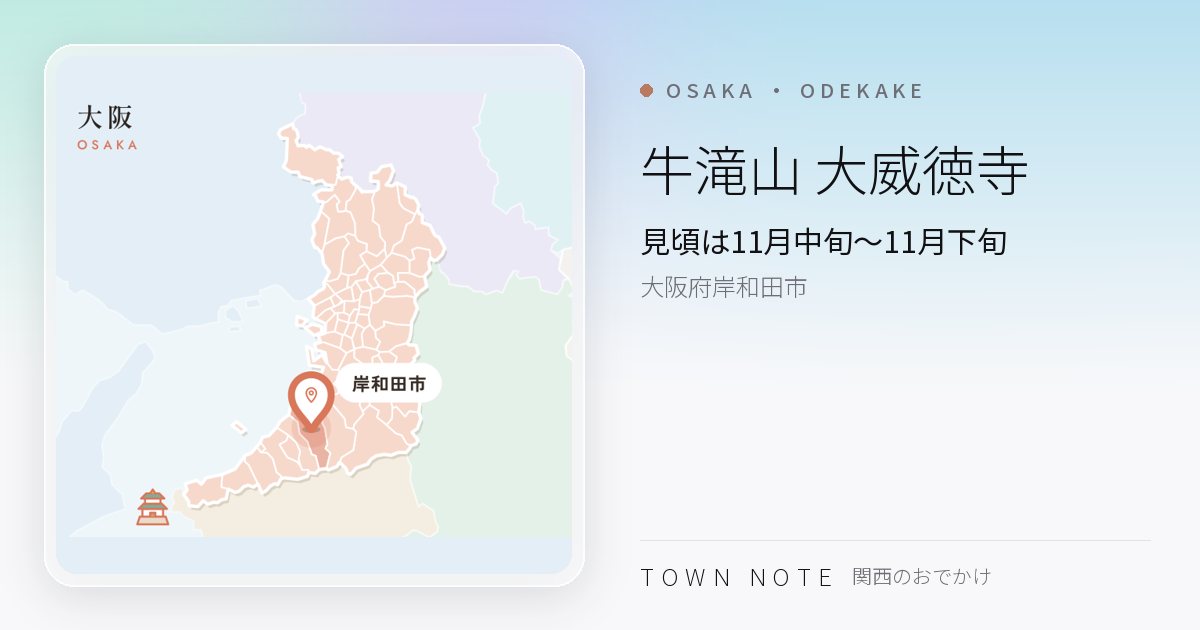 大阪
OSAKA
岸和田市
OSAKA • ODEKAKE
牛滝山 大威徳寺
見頃は11月中旬〜11月下旬
大阪府岸和田市
TOWN NOTE 関西のおでかけ